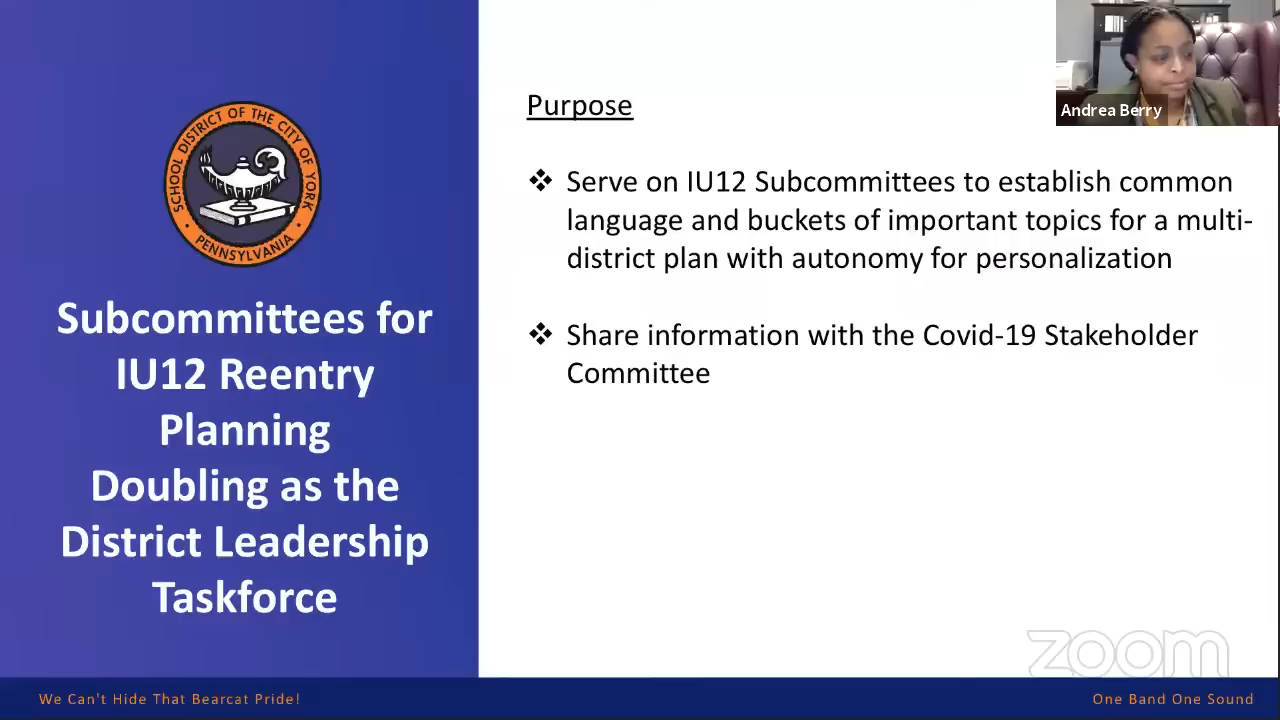 SCHOOL DISTRICT OF THE CITY OF YORK
• PENNSYLVANIA •
Subcommittees for
IU12 Reentry
Planning
Doubling as the
District Leadership
Taskforce
Purpose
❖ Serve on IU12 Subcommittees to establish common
language and buckets of important topics for a multi-
district plan with autonomy for personalization
❖ Share information with the Covid-19 Stakeholder
Committee
Andrea Berry
zoom
We Can't Hide That Bearcat Pride!
One Band One Sound